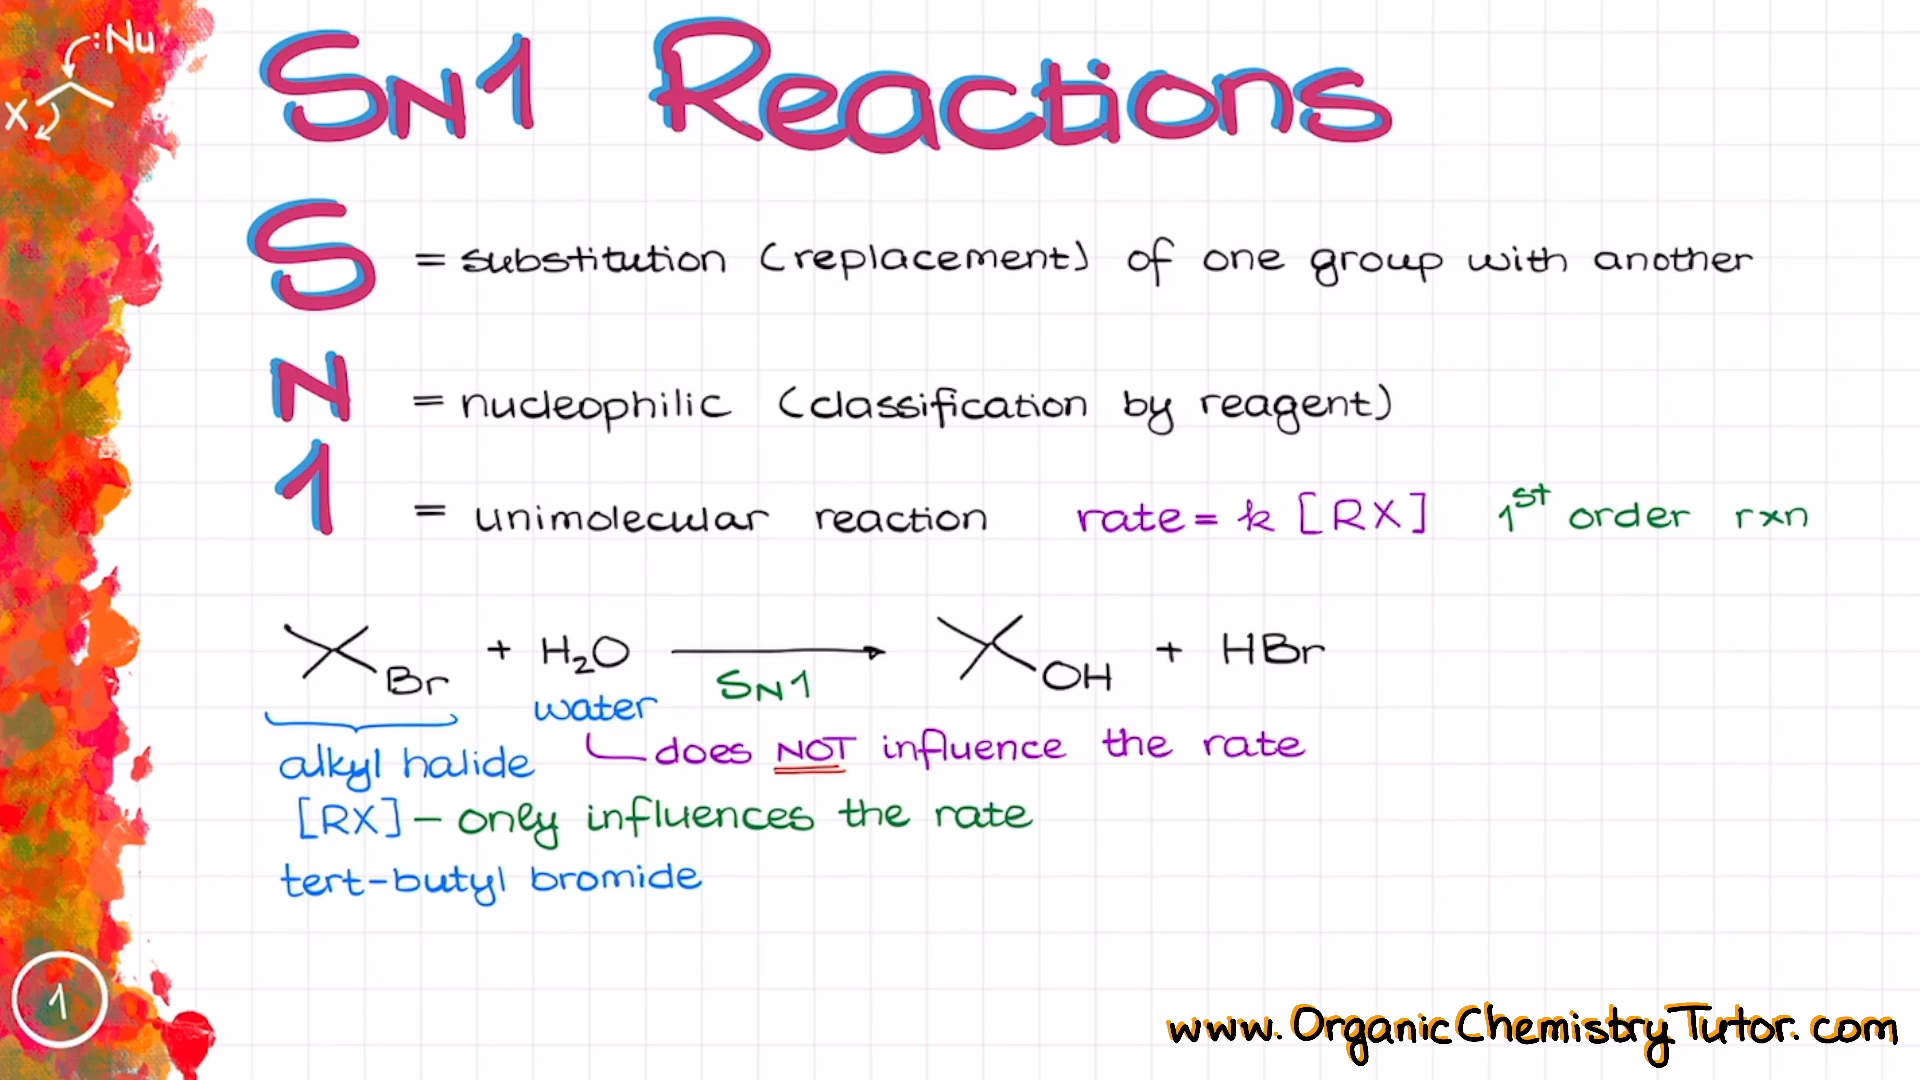 :Nu
X
SN1 Reactions
S = substitution (replacement) of one group with another
N = nucleophilic (classification by reagent)
1 = unimolecular reaction rate = k [RX] 1st order rxn
Br + H2O SN1 OH + HBr
water
alkyl halide does NOT influence the rate
[RX] – only influences the rate
tert-butyl bromide
1
www.OrganicChemistryTutor.com